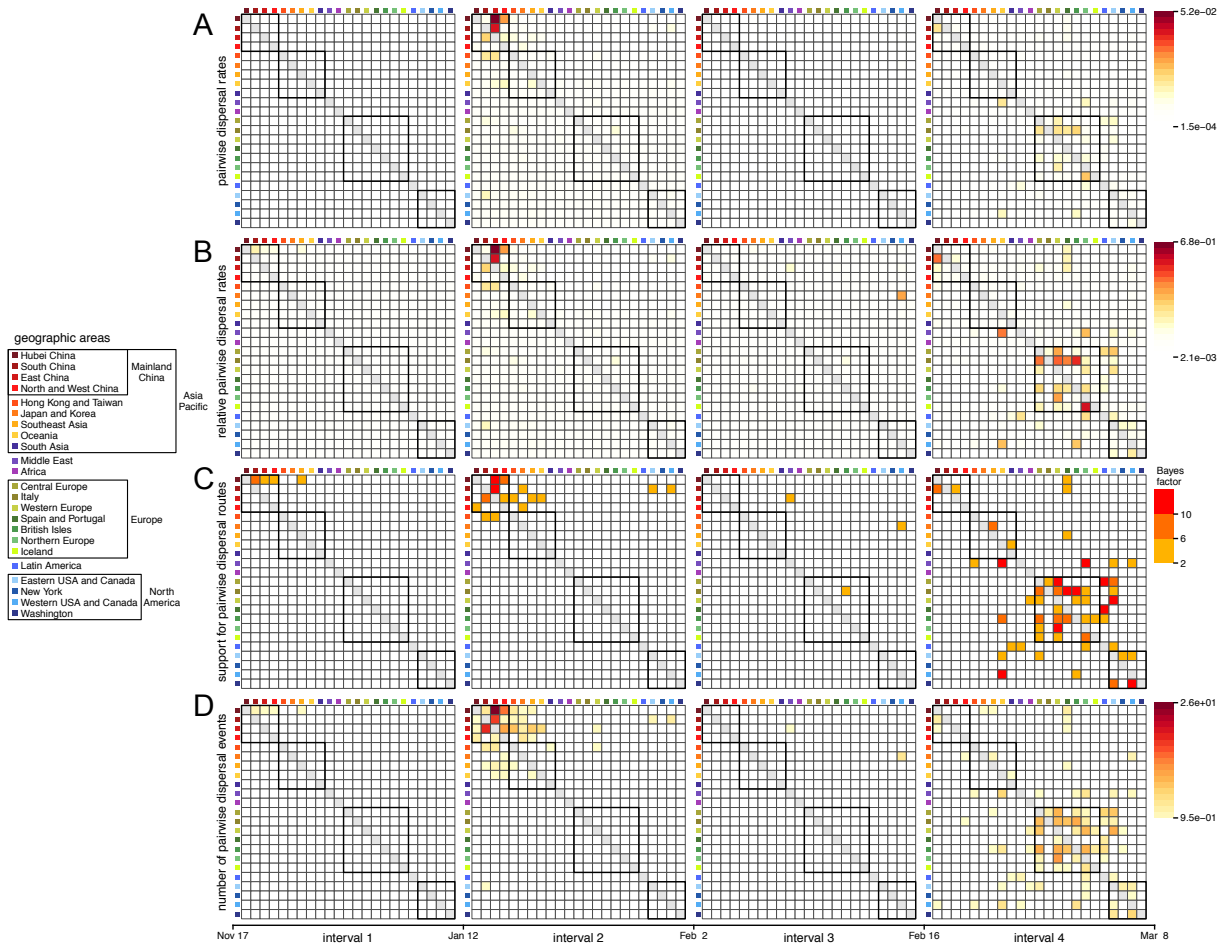 A
pairwise dispersal rates
5.2e−02
1.5e−04
B
relative pairwise dispersal rates
6.8e−01
2.1e−03
geographic areas
Hubei China
South China
East China
North and West China
Mainland
China
Hong Kong and Taiwan
Japan and Korea
Southeast Asia
Oceania
South Asia
Asia
Pacific
Middle East
Africa
Central Europe
Italy
Western Europe
Spain and Portugal
British Isles
Northern Europe
Iceland
Europe
Latin America
Eastern USA and Canada
New York
Western USA and Canada
Washington
North
America
C
support for pairwise dispersal routes
Bayes
factor
10
6
2
D
number of pairwise dispersal events
2.6e−01
9.5e−01
Nov 17
interval 1
Jan 12
interval 2
Feb 2
interval 3
Feb 16
interval 4
Mar 8